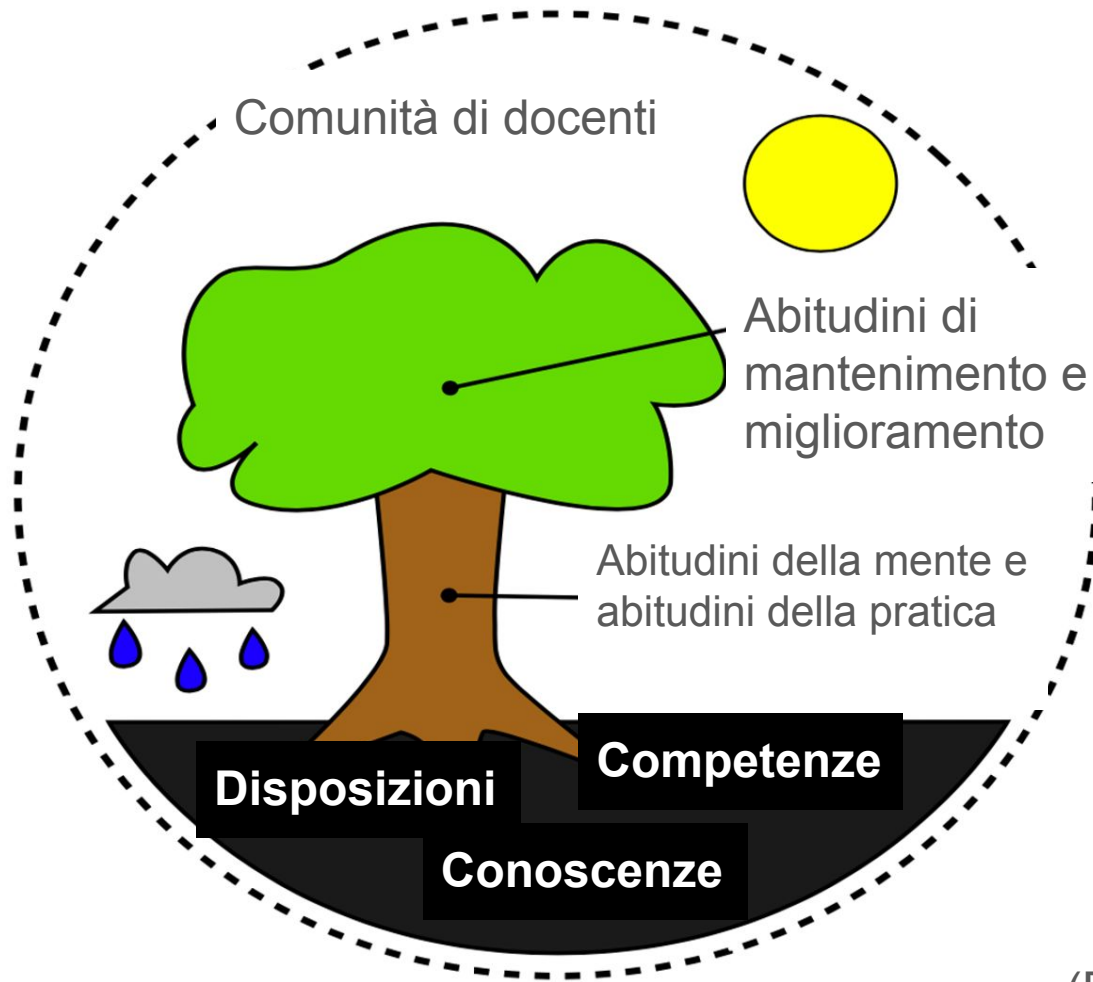 Comunità di docenti
Abitudini di
mantenimento e
miglioramento
Abitudini della mente e
abitudini della pratica
Competenze
Disposizioni
Conoscenze